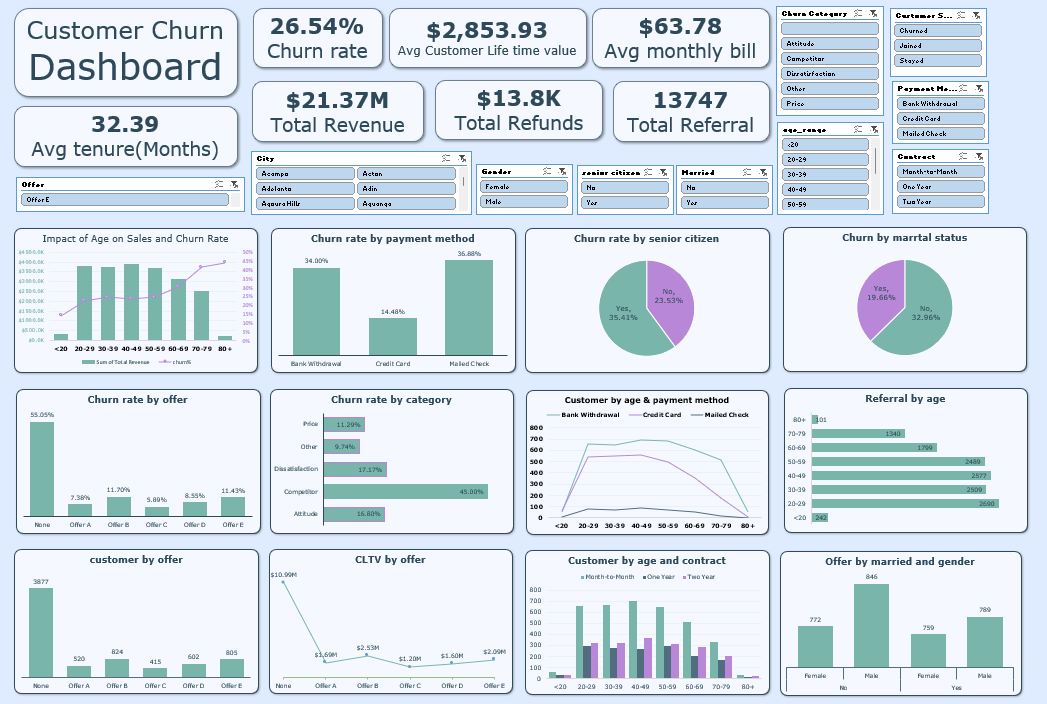 Customer Churn
Dashboard
26.54%
Churn rate
$2,853.93
Avg Customer Life time value
$63.78
Avg monthly bill
32.39
Avg tenure(Months)
$21.37M
Total Revenue
$13.8K
Total Refunds
13747
Total Referral
Churn Category
Attitude
Competitor
Dissatisfaction
Other
Price
Customer S...
Churned
Joined
Stayed
Payment Me...
Bank Withdrawal
Credit Card
Mailed Check
age_range
<20
20-29
30-39
40-49
50-59
Contract
Month-to-Month
One Year
Two Year
Offer
Offer E
City
Acampo Acton
Adelanto Adin
Agoura Hills Aguanga
Gender
Female
Male
senior citizen
No
Yes
Married
No
Yes
Impact of Age on Sales and Churn Rate
$4500.0K
$4000.0K
$3500.0K
$3000.0K
$2500.0K
$2000.0K
$1500.0K
$1000.0K
$500.0K
$0.0K
50%
45%
40%
35%
30%
25%
20%
15%
10%
5%
0%
<20 20-29 30-39 40-49 50-59 60-69 70-79 80+
Sum of Total Revenue churn%
Churn rate by payment method
34.00% 14.48% 36.88%
Bank Withdrawal Credit Card Mailed Check
Churn rate by senior citizen
No,
23.53%
Yes,
35.41%
Churn by marrtal status
Yes,
19.66%
No,
32.96%
Churn rate by offer
55.05% 7.38% 11.70% 5.89% 8.55% 11.43%
None Offer A Offer B Offer C Offer D Offer E
Churn rate by category
Price 11.29%
Other 9.74%
Dissatisfaction 17.17%
Competitor 45.00%
Attitude 16.80%
Customer by age & payment method
Bank Withdrawal Credit Card Mailed Check
800
700
600
500
400
300
200
100
0
<20 20-29 30-39 40-49 50-59 60-69 70-79 80+
Referral by age
80+ 101
70-79 1340
60-69 1799
50-59 2489
40-49 2577
30-39 2509
20-29 2690
<20 242
customer by offer
3877 520 824 415 602 805
None Offer A Offer B Offer C Offer D Offer E
CLTV by offer
$10.99M $1.69M $2.53M $1.20M $1.60M $2.09M
None Offer A Offer B Offer C Offer D Offer E
Customer by age and contract
Month-to-Month One Year Two Year
800
700
600
500
400
300
200
100
0
<20 20-29 30-39 40-49 50-59 60-69 70-79 80+
Offer by married and gender
772 846 759 789
Female Male Female Male
No Yes